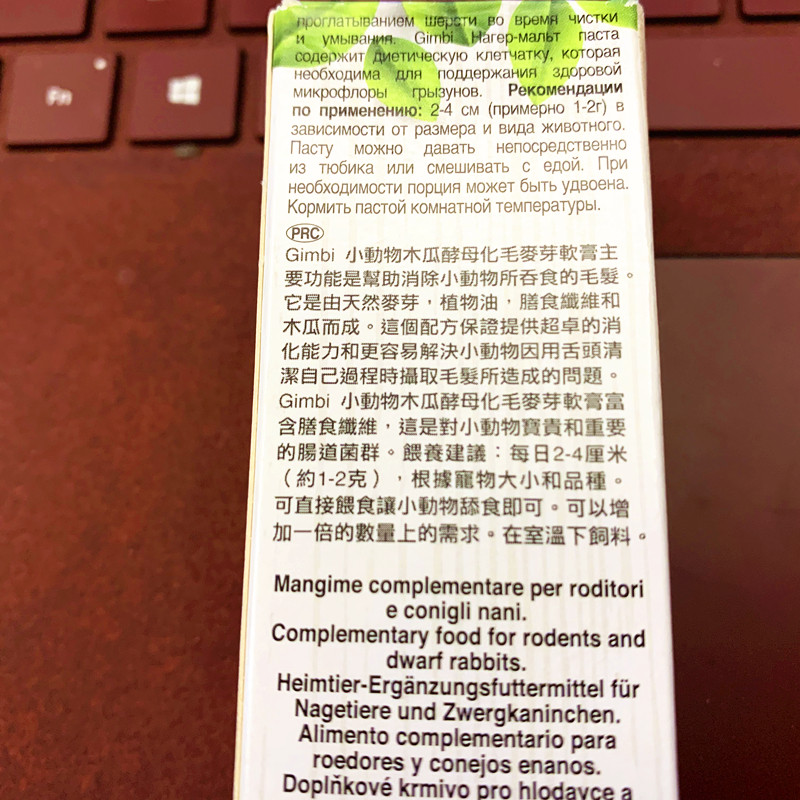 Fn
проглатыванием шерсти во время чистки
и умывания. Gimbi Нагер-мальт паста
содержит диетическую клетчатку, которая
необходима для поддержания здоровой
микрофлоры грызунов. Рекомендации
по применению: 2-4 см (примерно 1-2г) в
зависимости от размера и вида животного.
Пасту можно давать непосредственно
из тюбика или смешивать с едой. При
необходимости порция может быть удвоена.
Кормить пастой комнатной температуры.
PRC
Gimbi 小動物木瓜酵母化毛麥芽軟膏主
要功能是幫助消除小動物所吞食的毛髮。
它是由天然麥芽，植物油，膳食纖維和
木瓜而成。這個配方保證提供超卓的消
化能力和更容易解決小動物因用舌頭清
潔自己過程時攝取毛髮所造成的問題。
Gimbi 小動物木瓜酵母化毛麥芽軟膏富
含膳食纖維，這是對小動物寶貴和重要
的腸道菌群。餵養建議：每日2-4厘米
（約1-2克），根據寵物大小和品種。
可直接餵食讓小動物舔食即可。可以增
加一倍的數量上的需求。在室溫下飼料。
Mangime complementare per roditori
e conigli nani.
Complementary food for rodents and
dwarf rabbits.
Heimtier-Ergänzungsfuttermittel für
Nagetiere und Zwergkaninchen.
Alimento complementario para
roedores y conejos enanos.
Doplňkové krmivo pro hlodavce a